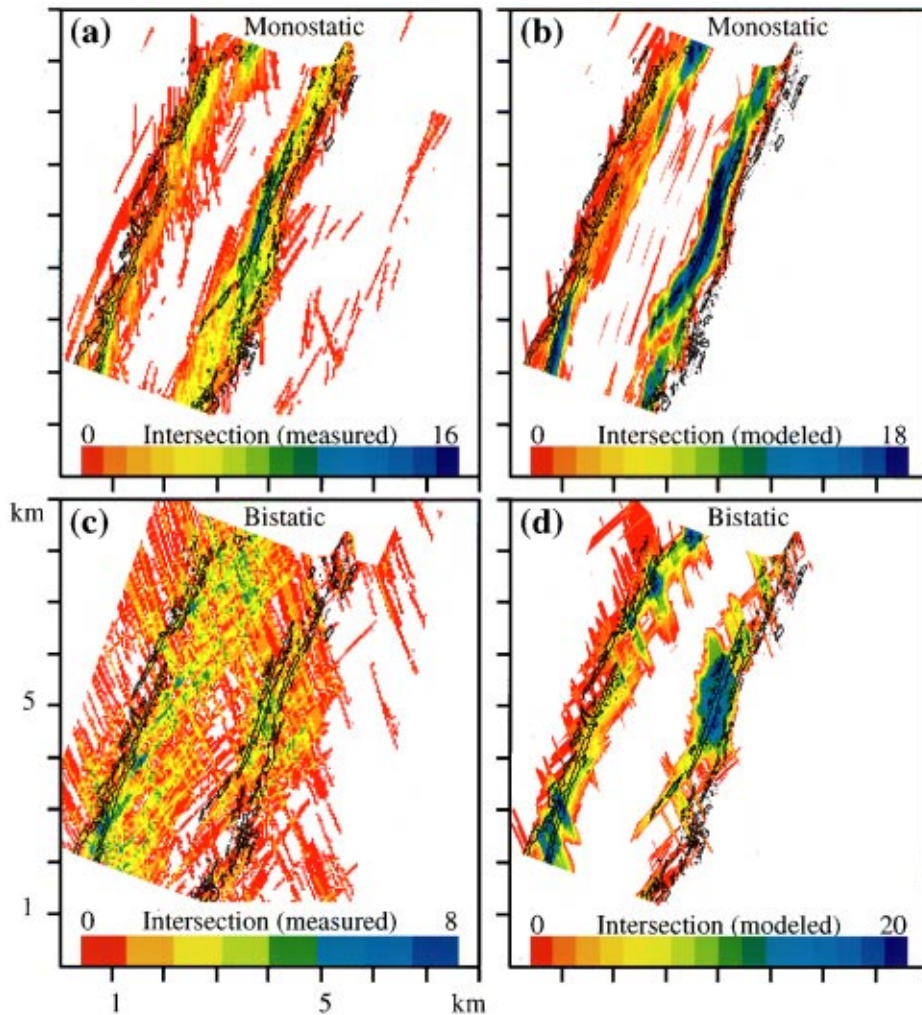 (a) Monostatic
(b) Monostatic
0 Intersection (measured) 16
0 Intersection (modeled) 18
km
(c) Bistatic
(d) Bistatic
5
1
0 Intersection (measured) 8
0 Intersection (modeled) 20
1 5 km